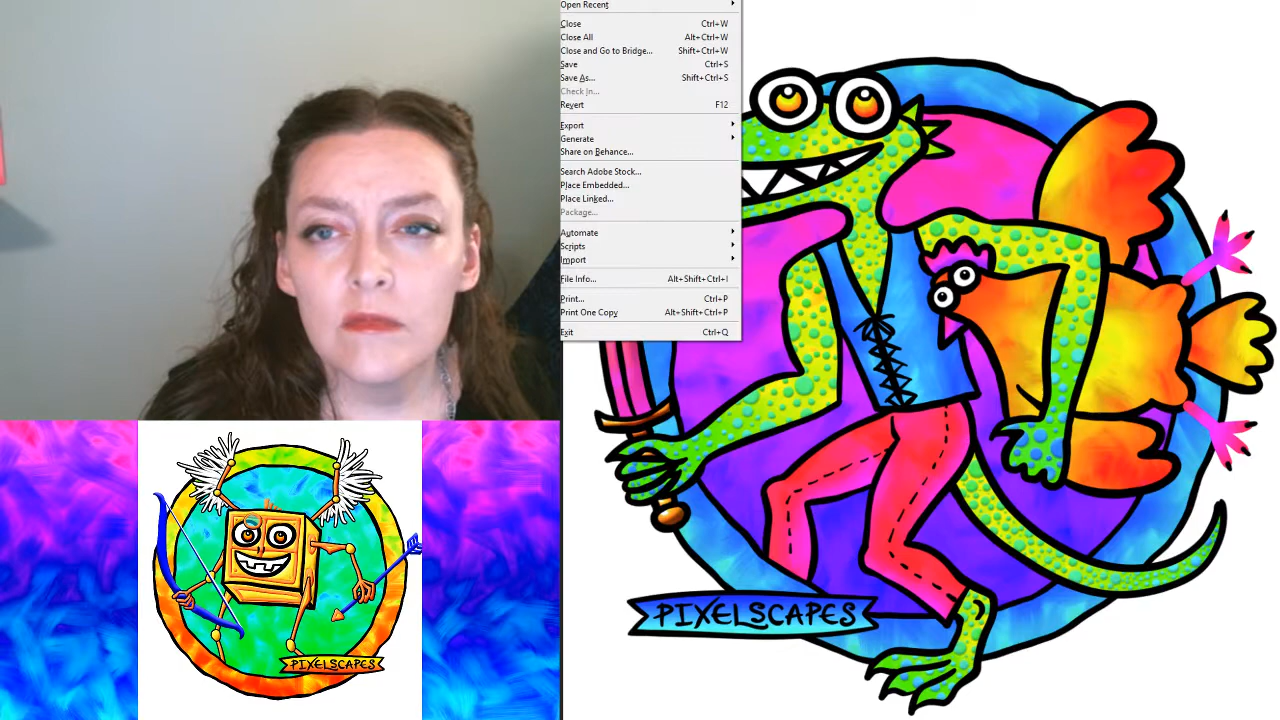 Open Recent
Close Ctrl+W
Close All Alt+Ctrl+W
Close and Go to Bridge... Shift+Ctrl+W
Save Ctrl+S
Save As... Shift+Ctrl+S
Check In...
Revert F12
Export
Generate
Share on Behance...
Search Adobe Stock...
Place Embedded...
Place Linked...
Package...
Automate
Scripts
Import
File Info... Alt+Shift+Ctrl+I
Print... Ctrl+P
Print One Copy Alt+Shift+Ctrl+P
Exit Ctrl+Q
PIXELSCAPES
PIXELSCAPES